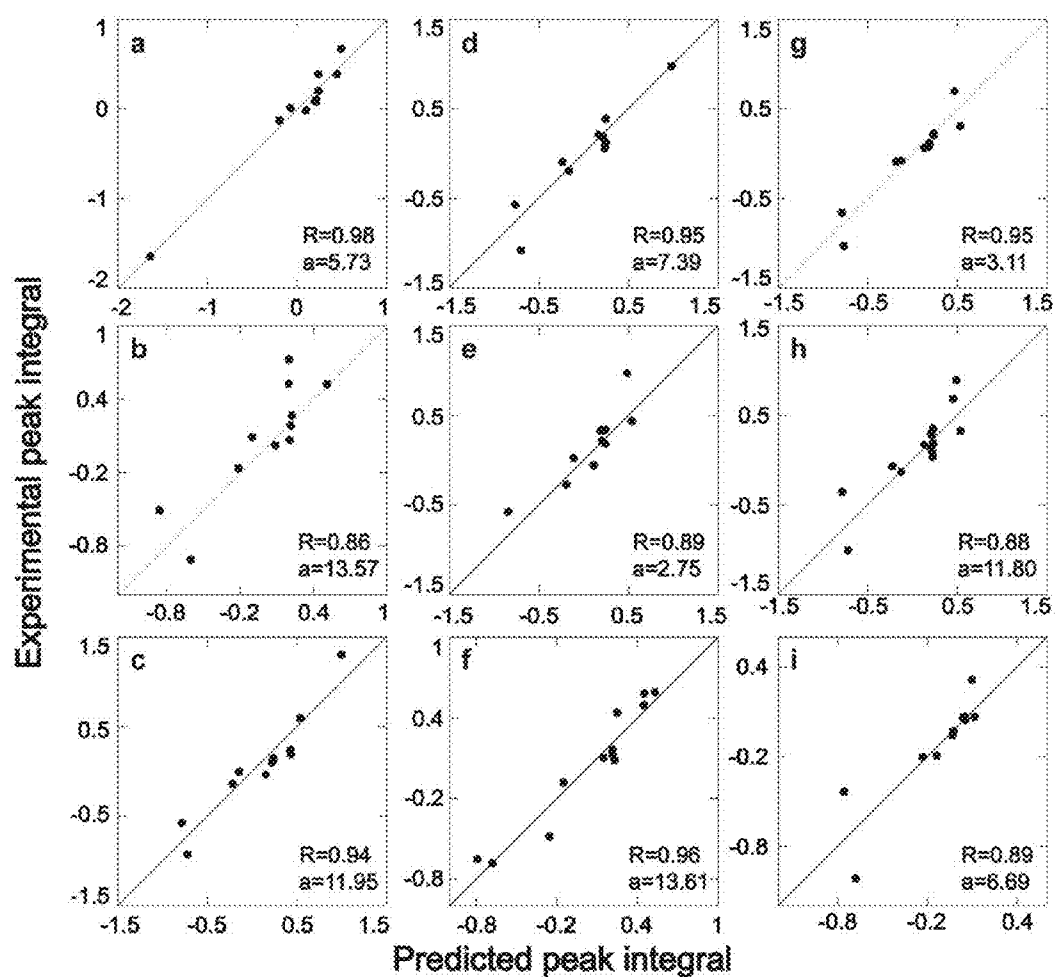 Experimental peak integral
a
1
0
-1
-2
R=0.98
a=5.73
-2 -1 0 1
d
1.5
0.5
-0.5
-1.5
R=0.95
a=7.39
-1.5 -0.5 0.5 1.5
g
1.5
0.5
-0.5
-1.5
R=0.95
a=3.11
-1.5 -0.5 0.5 1.5
b
1
0.4
-0.2
-0.8
R=0.86
a=13.57
-0.8 -0.2 0.4 1
e
1.5
0.5
-0.5
-1.5
R=0.89
a=2.75
-1.5 -0.5 0.5 1.5
h
1.5
0.5
-0.5
-1.5
R=0.88
a=11.80
-1.5 -0.5 0.5 1.5
c
1.5
0.5
-0.5
-1.5
R=0.94
a=11.95
-1.5 -0.5 0.5 1.5
f
1
0.4
-0.2
-0.8
R=0.96
a=13.61
-0.8 -0.2 0.4 1
i
0.4
-0.2
-0.8
R=0.89
a=6.69
-0.8 -0.2 0.4
Predicted peak integral